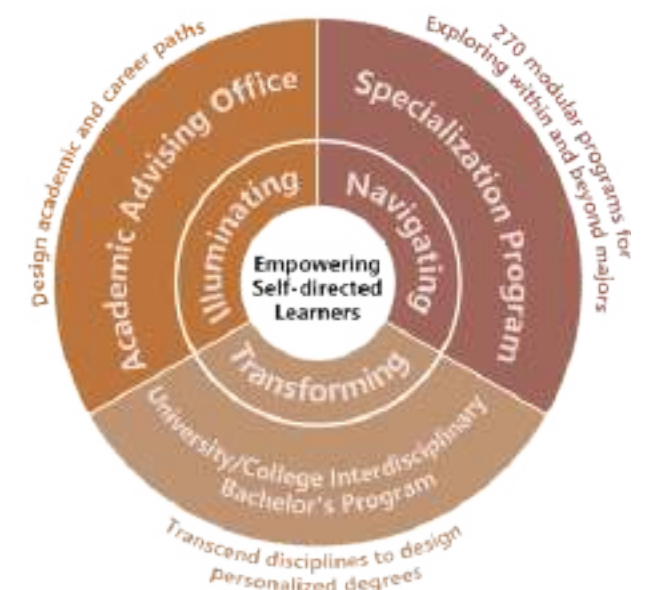 Design academic and career paths
Academic Advising Office
Illuminating
270 modular programs for
Exploring within and beyond majors
Specialization Program
Navigating
Empowering
Self-directed
Learners
Transforming
University/College Interdisciplinary
Bachelor's Program
Transcend disciplines to design
personalized degrees